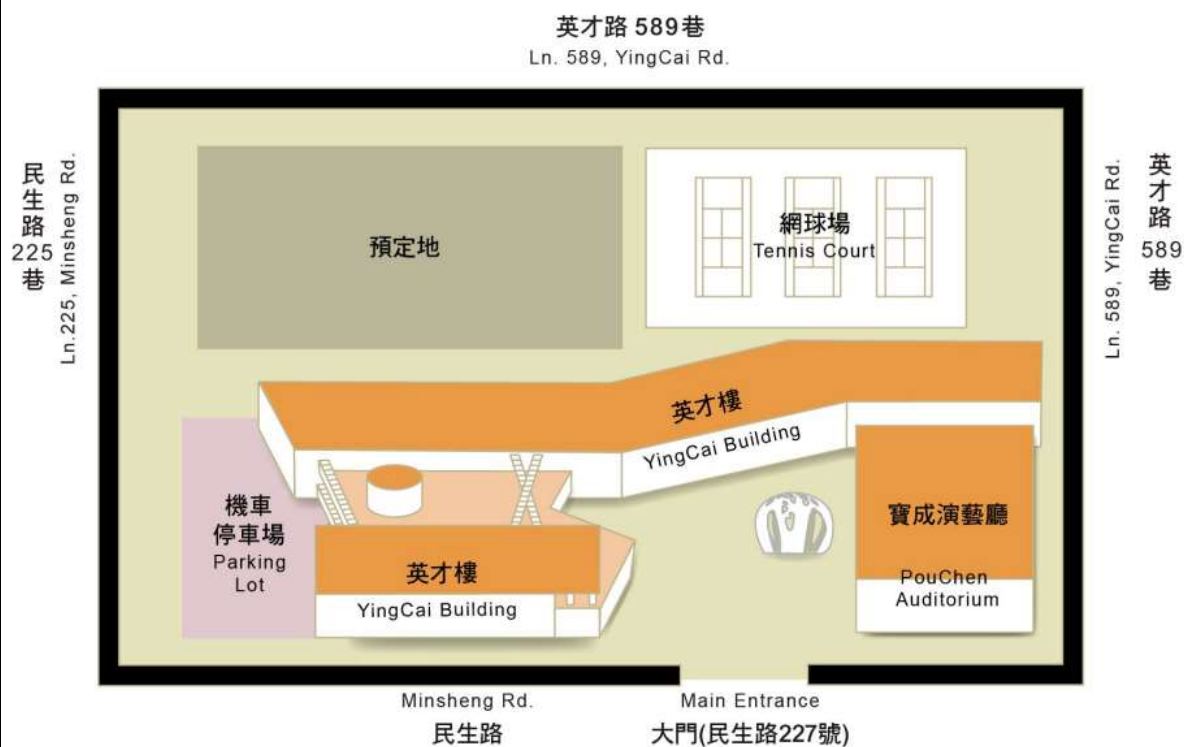 英才路 589巷
Ln. 589, YingCai Rd.
民生路225巷
Ln.225, Minsheng Rd.
預定地
網球場
Tennis Court
英才路589巷
Ln. 589, YingCai Rd.
英才樓
YingCai Building
機車
停車場
Parking
Lot
英才樓
YingCai Building
寶成演藝廳
PouChen
Auditorium
Minsheng Rd.
民生路
Main Entrance
大門(民生路227號)